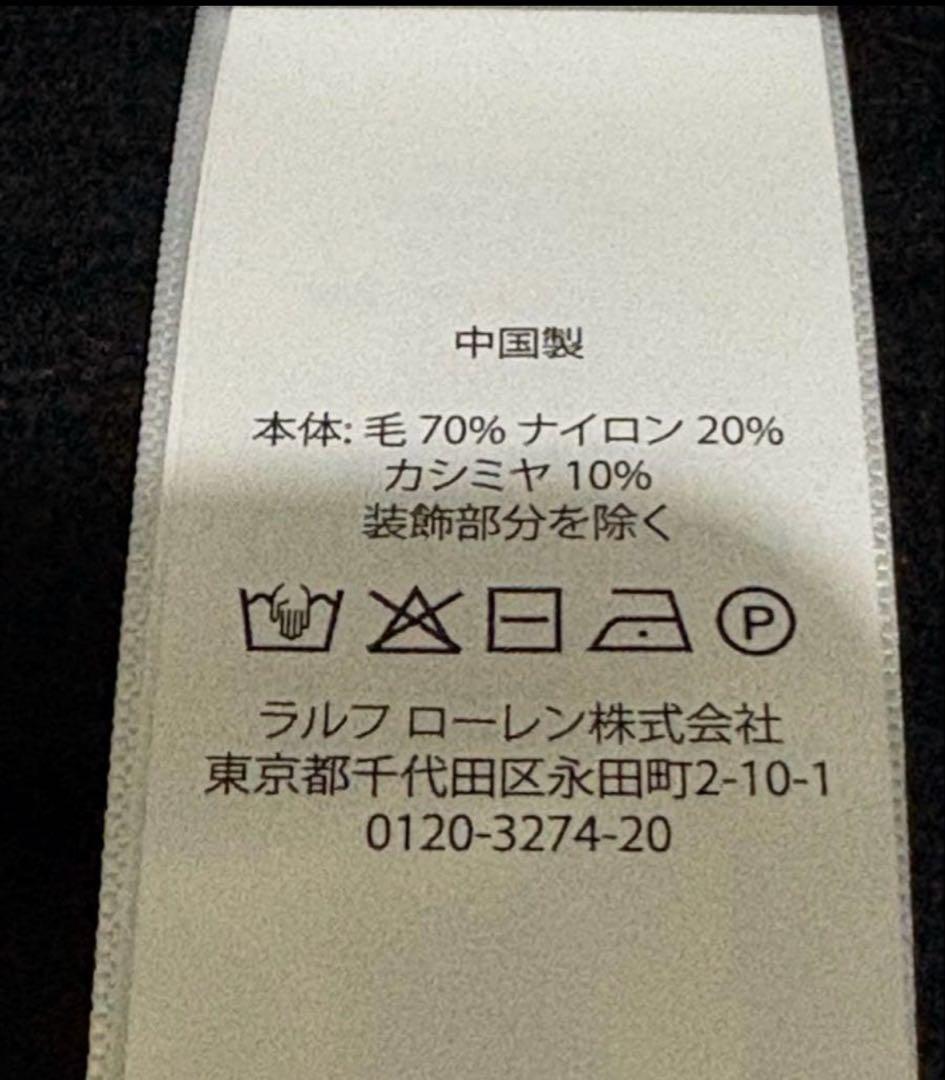 中国製
本体: 毛 70% ナイロン 20%
カシミヤ 10%
装飾部分を除く
P
ラルフ ローレン株式会社
東京都千代田区永田町2-10-1
0120-3274-20